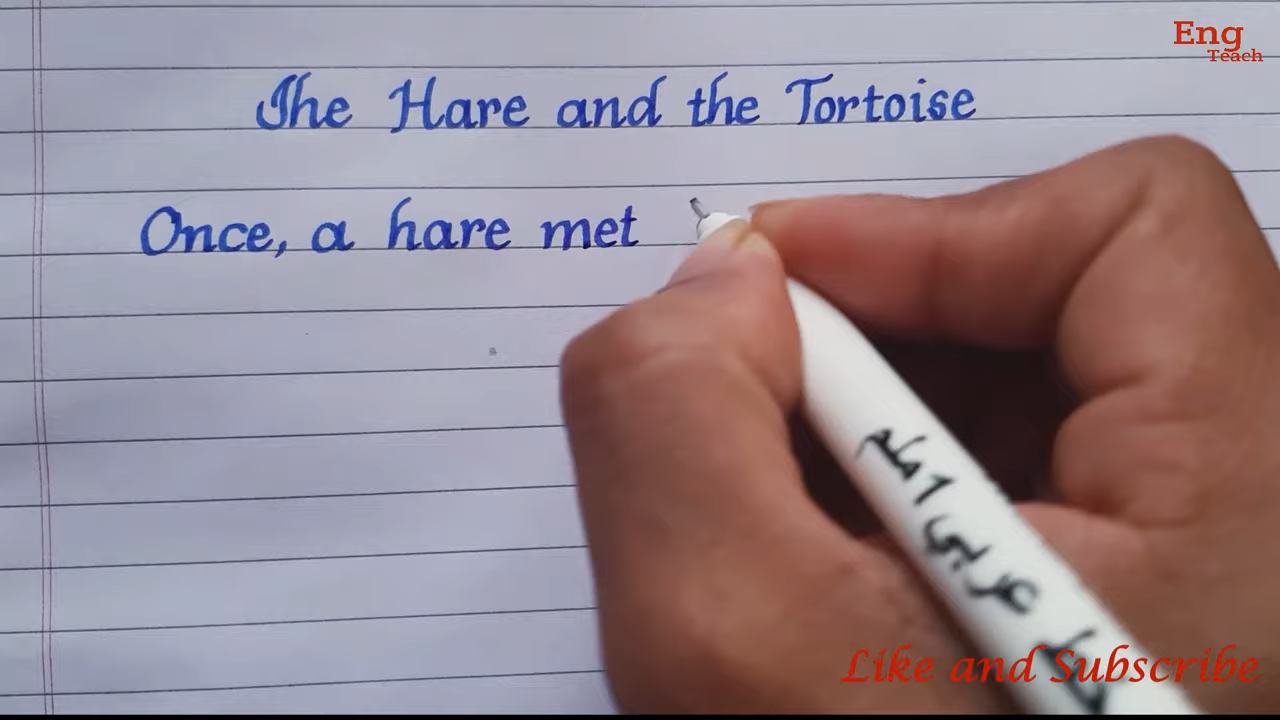 Eng
Teach
The Hare and the Tortoise
Once, a hare met
Like and Subscribe